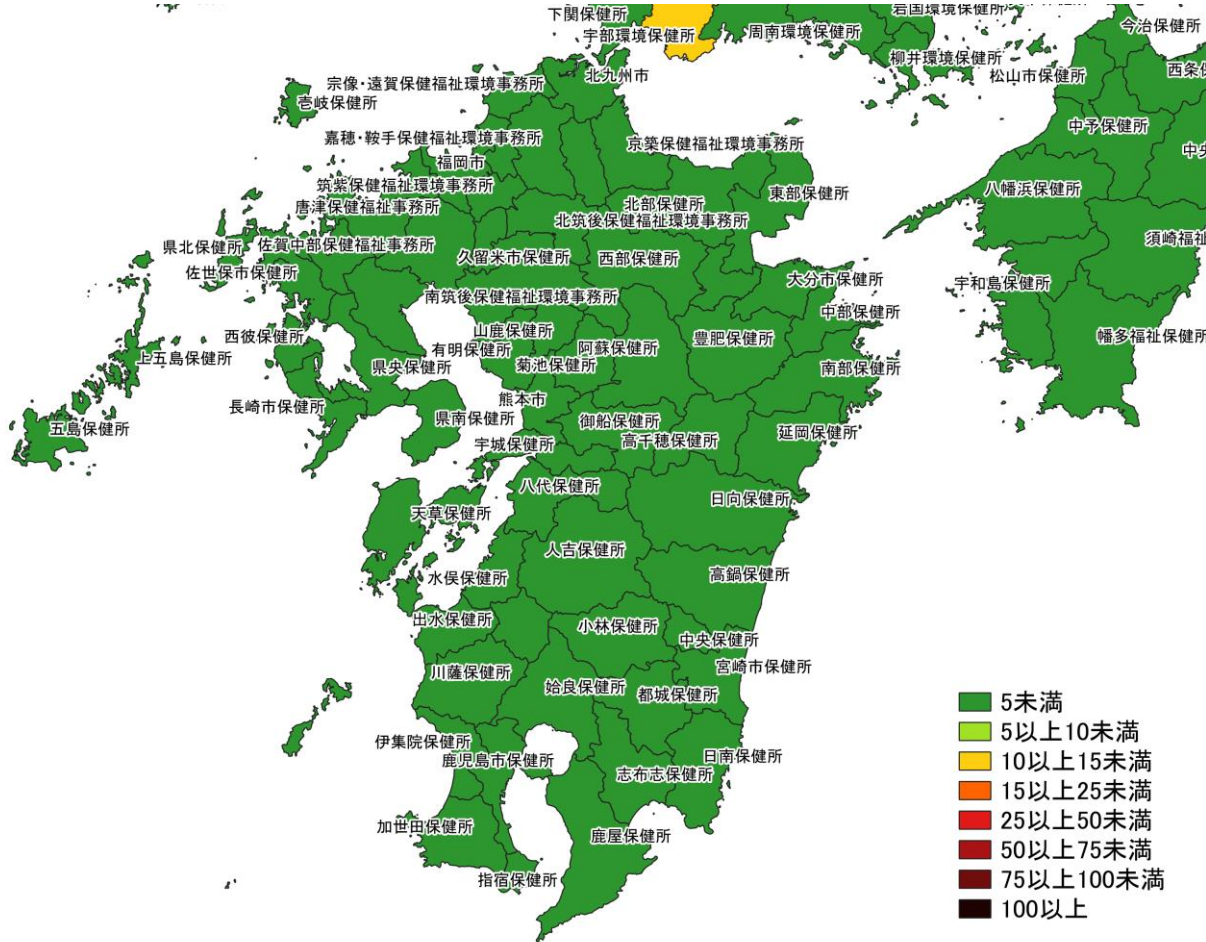 下関保健所
岩国環境保健所
宇部環境保健所
周南環境保健所
今治保健所
柳井環境保健所
松山市保健所
西条保
北九州市
宗像・遠賀保健福祉環境事務所
壱岐保健所
中予保健所
嘉穂・鞍手保健福祉環境事務所
京築保健福祉環境事務所
中央
福岡市
筑紫保健福祉環境事務所
東部保健所
八幡浜保健所
唐津保健福祉事務所
北部保健所
北筑後保健福祉環境事務所
県北保健所
佐賀中部保健福祉事務所
須崎福祉
久留米市保健所
西部保健所
佐世保市保健所
大分市保健所
宇和島保健所
南筑後保健福祉環境事務所
中部保健所
西彼保健所
山鹿保健所
豊肥保健所
幡多福祉保健所
有明保健所
阿蘇保健所
上五島保健所
県央保健所
菊池保健所
南部保健所
長崎市保健所
熊本市
県南保健所
御船保健所
五島保健所
宇城保健所
高千穂保健所
延岡保健所
八代保健所
日向保健所
天草保健所
人吉保健所
水俣保健所
高鍋保健所
出水保健所
小林保健所
中央保健所
川薩保健所
宮崎市保健所
姶良保健所
都城保健所
伊集院保健所
鹿児島市保健所
日南保健所
志布志保健所
加世田保健所
鹿屋保健所
指宿保健所
5未満
5以上10未満
10以上15未満
15以上25未満
25以上50未満
50以上75未満
75以上100未満
100以上